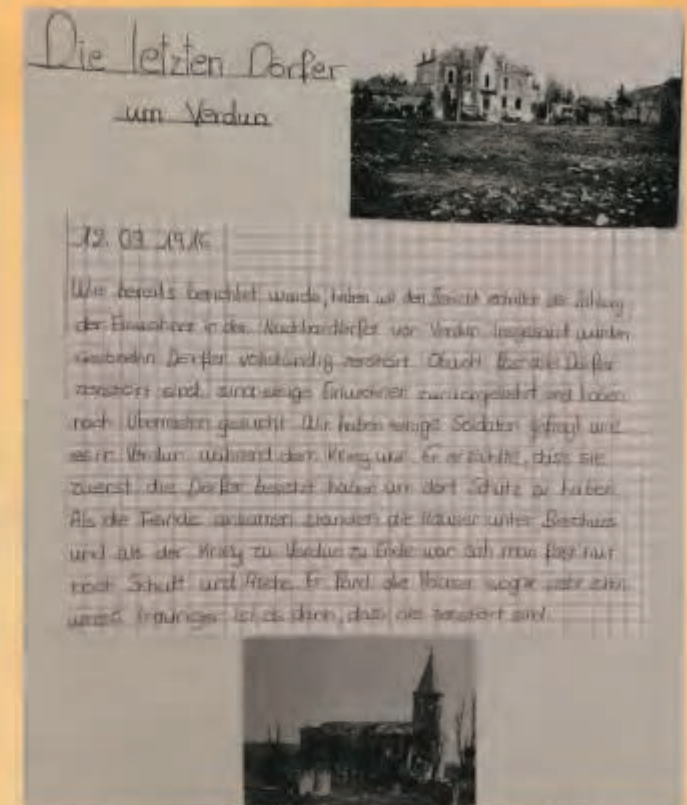 Die letzten Dörfer
um Verdun
12. 03. 1916
Wie bereits berichtet wurde, haben wir den Bericht erhalten der
der Einwohner in den Nachbardörfer von Verdun. Insgesamt wurden
Dörfer vollständig zerstört. Obwohl Dörfer
zerstört sind, sind einige Einwohner zurückgekehrt und haben
nach gesucht. Wir haben einige Soldaten gefragt wie
es in Verdun während dem Krieg war. Er erzählte, dass sie
zuerst die Dörfer besetzt haben um dort Schutz zu haben.
Als die Feinde ankamen standen die Häuser unter Beschuss
und als der Krieg zu Verdun zu Ende war sah man fast nur
noch Schutt und Asche. Er fand die Häuser sogar sehr
trauriger ist es dann, dass sie zerstört sind.